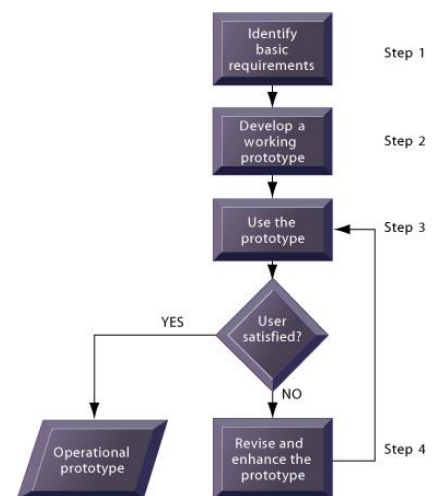 Identify
basic
requirements
Step 1
Develop a
working
prototype
Step 2
Use the
prototype
Step 3
User
satisfied?
YES
NO
Operational
prototype
Revise and
enhance the
prototype
Step 4